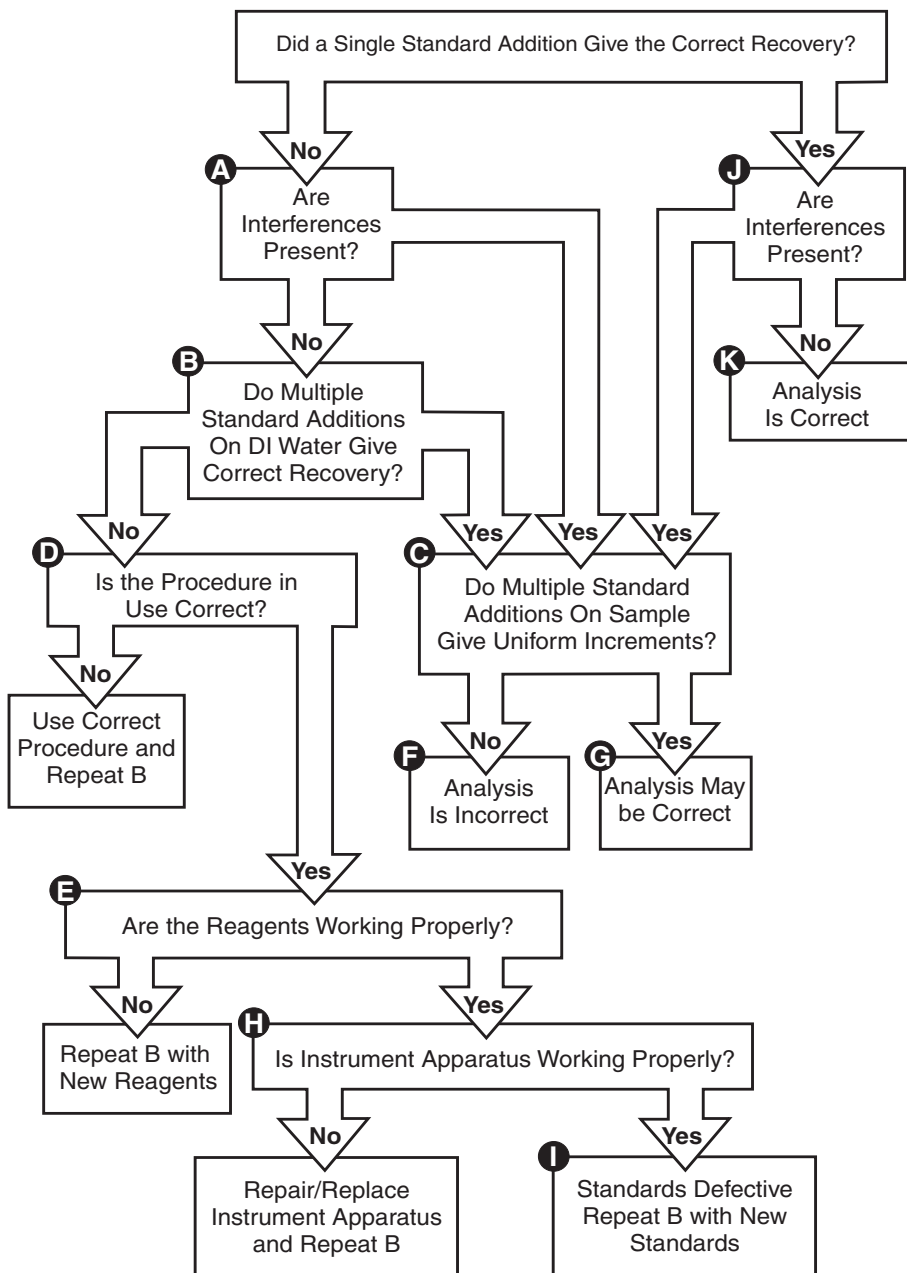 Did a Single Standard Addition Give the Correct Recovery?
No
Yes
A
Are
Interferences
Present?
J
Are
Interferences
Present?
No
No
B
Do Multiple
Standard Additions
On DI Water Give
Correct Recovery?
K
Analysis
Is Correct
No
Yes
Yes
Yes
D
Is the Procedure in
Use Correct?
C
Do Multiple Standard
Additions On Sample
Give Uniform Increments?
No
Use Correct
Procedure and
Repeat B
No
Yes
F
Analysis
Is Incorrect
G
Analysis May
be Correct
Yes
E
Are the Reagents Working Properly?
No
Yes
Repeat B with
New Reagents
H
Is Instrument Apparatus Working Properly?
No
Yes
Repair/Replace
Instrument Apparatus
and Repeat B
I
Standards Defective
Repeat B with New
Standards